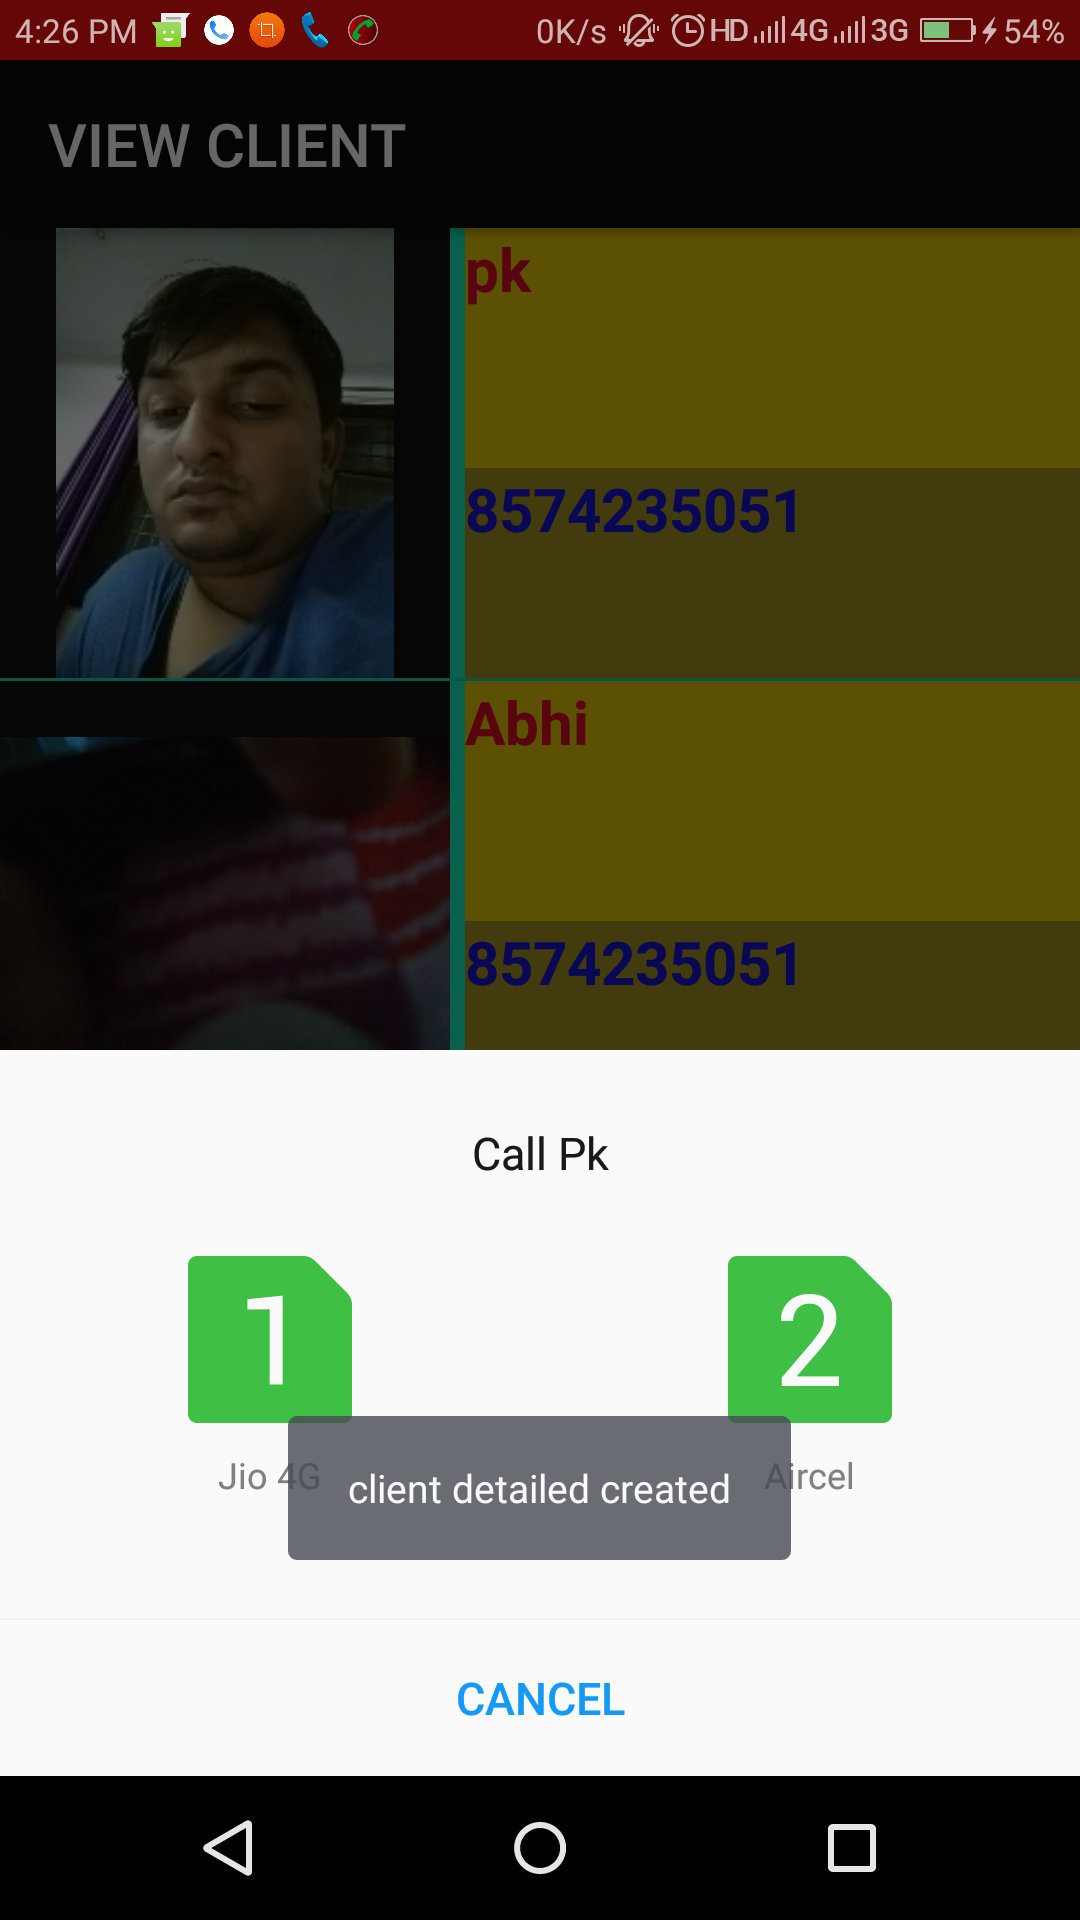 4:26 PM 0K/s HD 4G 3G 54%
VIEW CLIENT
pk
8574235051
Abhi
8574235051
Call Pk
1 2
Jio 4G Aircel
client detailed created
CANCEL